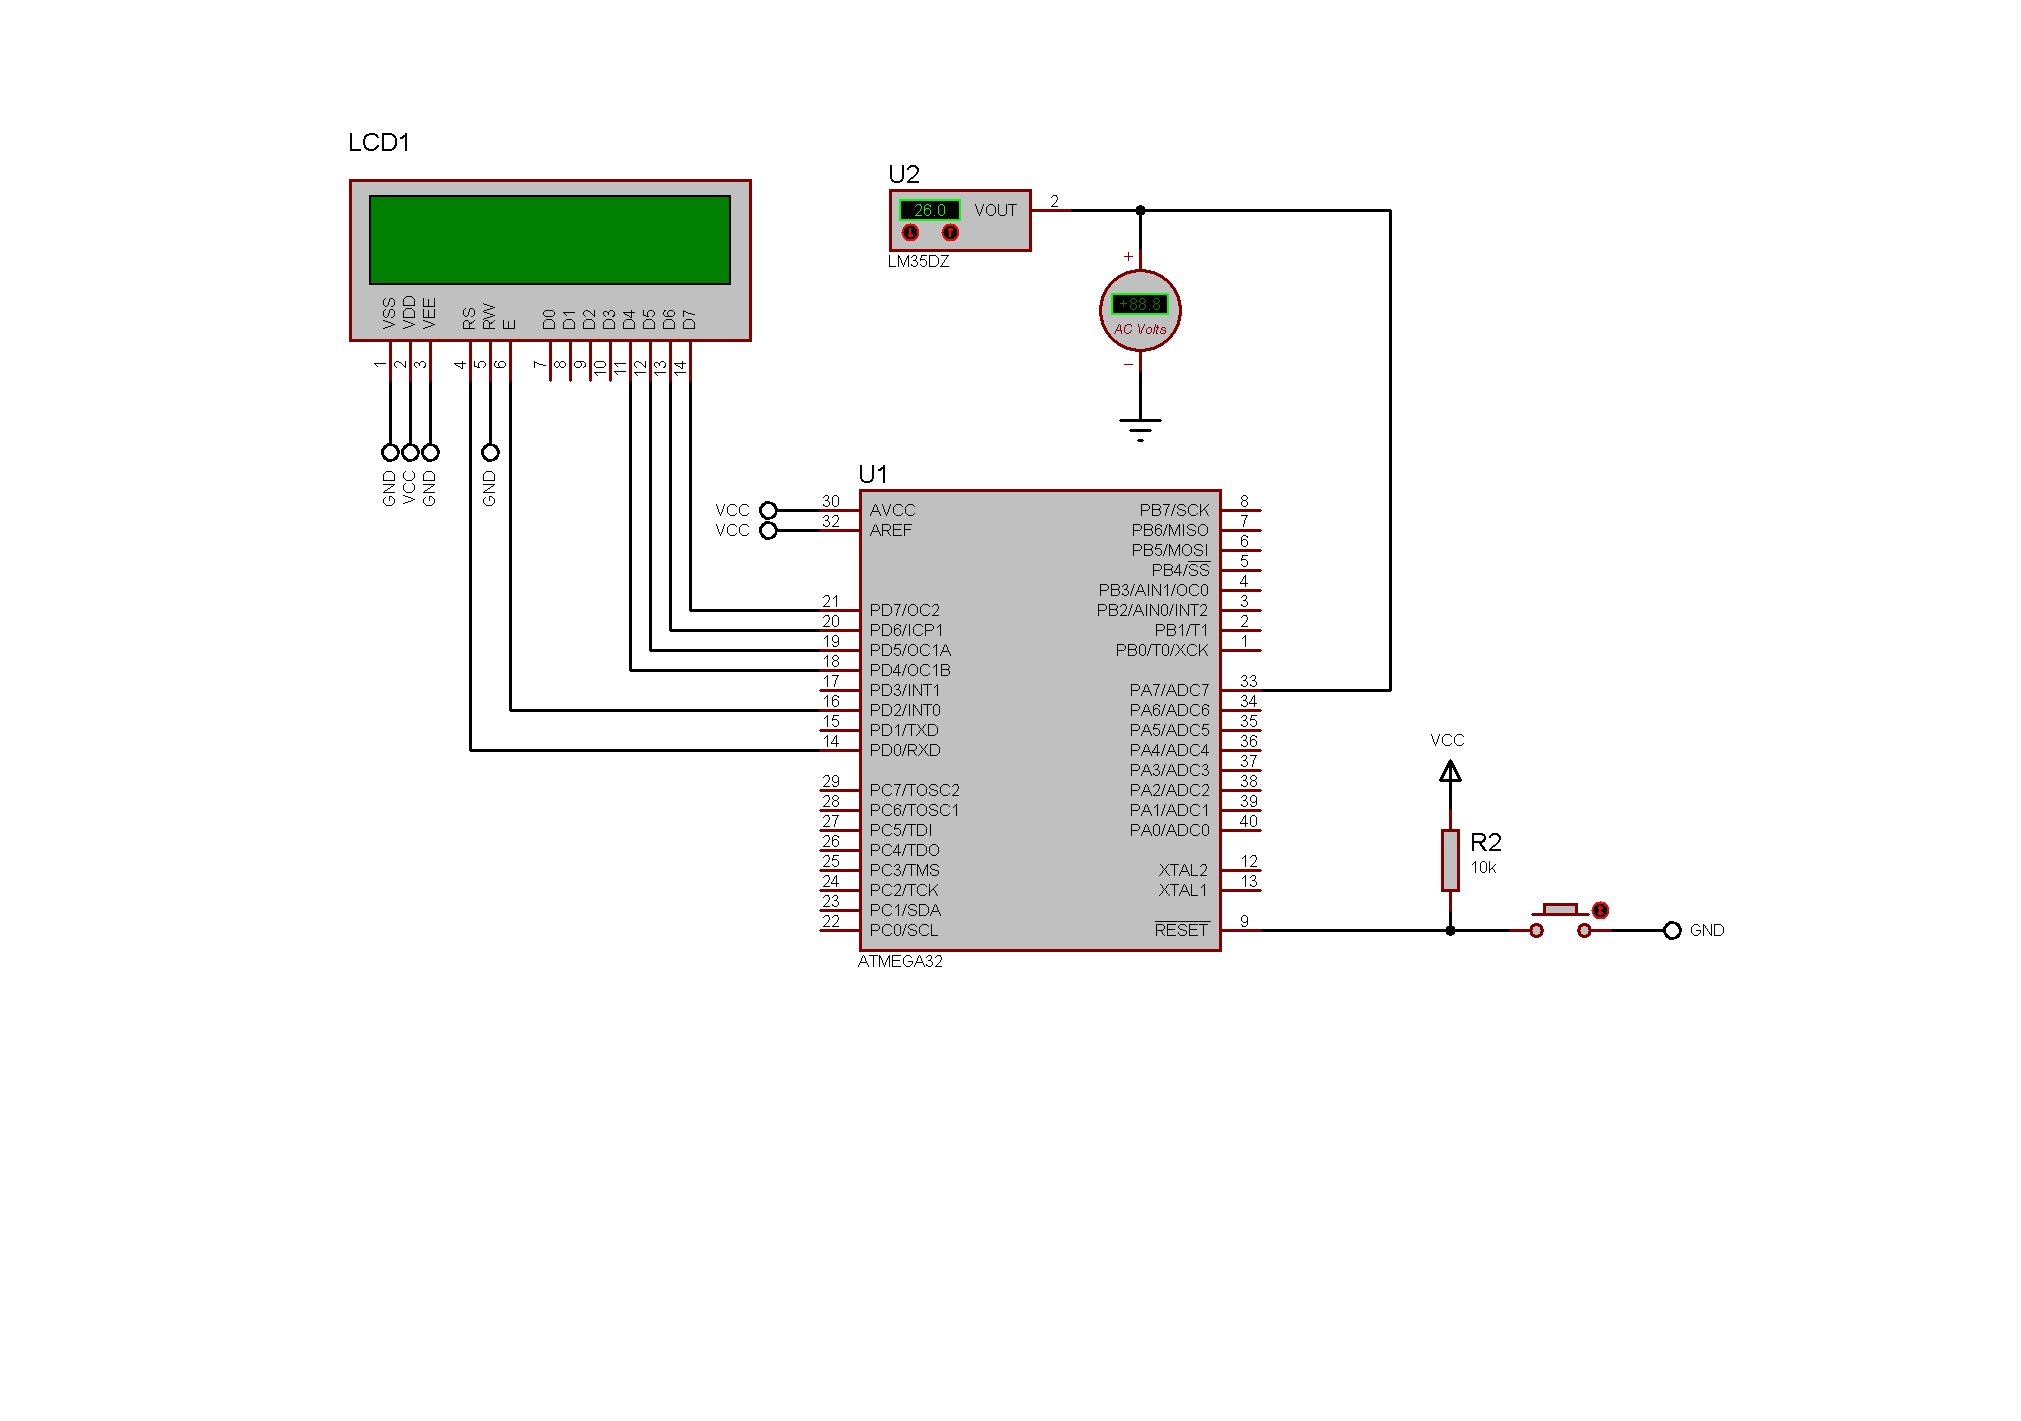 LCD1
VSS
VDD
VEE
RS
RW
E
D0
D1
D2
D3
D4
D5
D6
D7
1
2
3
4
5
6
7
8
9
10
11
12
13
14
GND
VCC
GND
GND
U2
26.0 VOUT 2
LM35DZ
+
+88.8
AC Volts
−
U1
VCC 30 AVCC
VCC 32 AREF
21 PD7/OC2
20 PD6/ICP1
19 PD5/OC1A
18 PD4/OC1B
17 PD3/INT1
16 PD2/INT0
15 PD1/TXD
14 PD0/RXD
29 PC7/TOSC2
28 PC6/TOSC1
27 PC5/TDI
26 PC4/TDO
25 PC3/TMS
24 PC2/TCK
23 PC1/SDA
22 PC0/SCL
PB7/SCK 8
PB6/MISO 7
PB5/MOSI 6
PB4/SS 5
PB3/AIN1/OC0 4
PB2/AIN0/INT2 3
PB1/T1 2
PB0/T0/XCK 1
PA7/ADC7 33
PA6/ADC6 34
PA5/ADC5 35
PA4/ADC4 36
PA3/ADC3 37
PA2/ADC2 38
PA1/ADC1 39
PA0/ADC0 40
XTAL2 12
XTAL1 13
RESET 9
ATMEGA32
VCC
R2
10k
GND